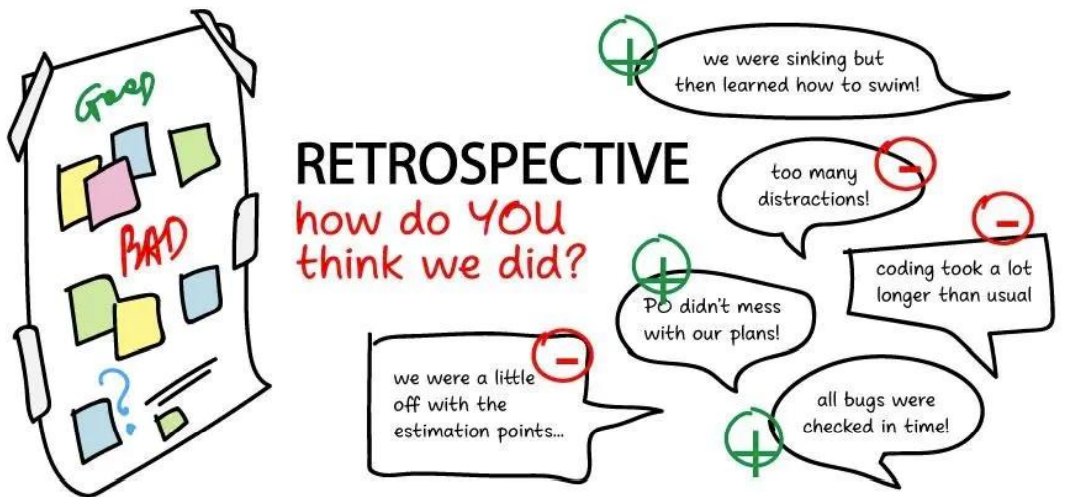 GOOD
BAD
?
RETROSPECTIVE
how do YOU
think we did?
+
we were sinking but
then learned how to swim!
-
too many
distractions!
-
coding took a lot
longer than usual
+
PO didn't mess
with our plans!
-
we were a little
off with the
estimation points...
+
all bugs were
checked in time!